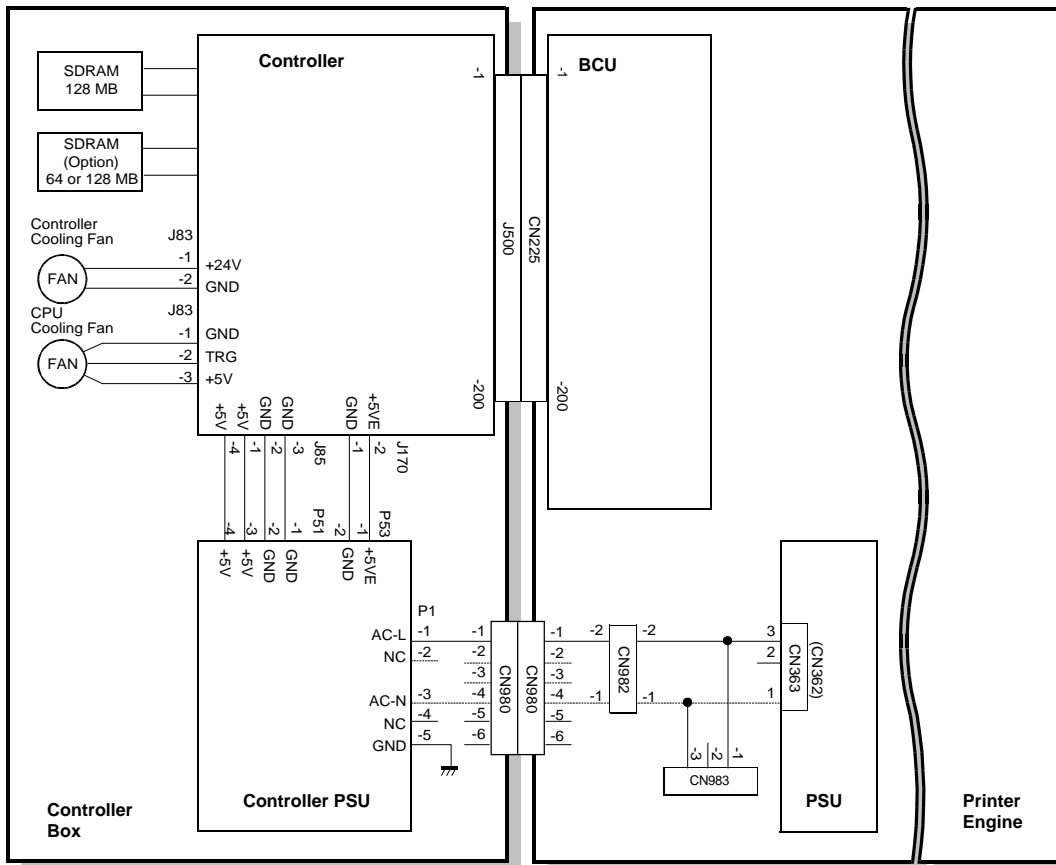 Controller
SDRAM
128 MB
SDRAM
(Option)
64 or 128 MB
Controller
Cooling Fan
FAN
J83
-1
-2
+24V
GND
CPU
Cooling Fan
FAN
J83
-1
-2
-3
GND
TRG
+5V
-1
-200
J500
CN225
BCU
-1
-200
+5V
+5V
GND
GND
GND
+5VE
-4
-1
-2
-3
J85
-1
-2
J170
-4
-3
-2
-1
P51
-2
-1
P53
+5V
+5V
GND
GND
GND
+5VE
P1
AC-L
-1
NC
-2
AC-N
-3
NC
-4
GND
-5
-1
-2
-3
-4
-5
-6
CN980
CN980
-1
-2
-3
-4
-5
-6
-2
-1
CN982
-2
-1
3
2
1
CN363
(CN362)
-3
-2
-1
CN983
Controller PSU
PSU
Controller
Box
Printer
Engine